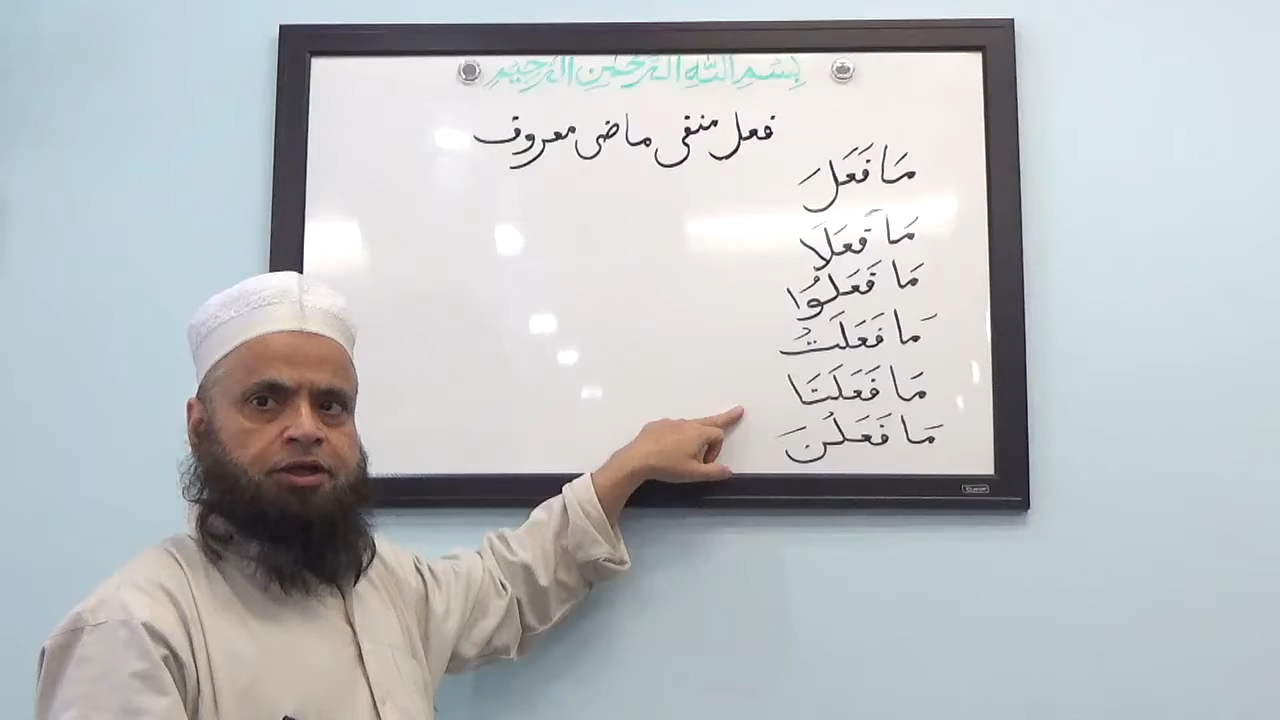 بِسْمِ اللّٰهِ الرَّحْمٰنِ الرَّحِيْمِ
فعل منفی ماضی معروف
مَا فَعَلَ
مَا فَعَلَا
مَا فَعَلُوْا
مَا فَعَلَتْ
مَا فَعَلَتَا
مَا فَعَلْنَ